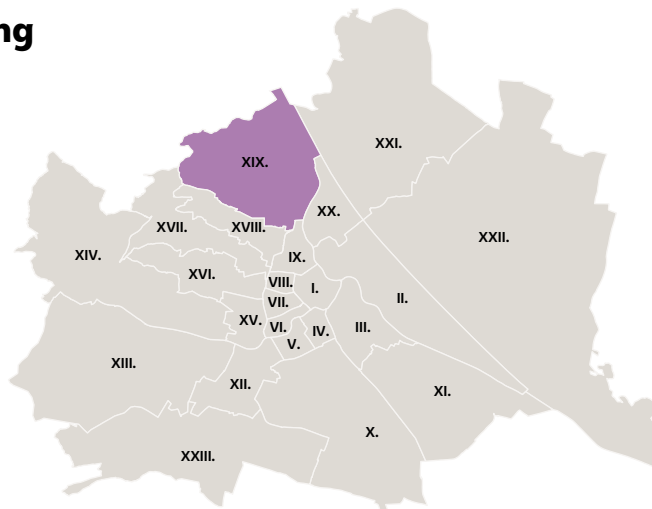 ng
XXI.
XIX.
XX.
XVII.
XVIII.
XXII.
XIV.
IX.
XVI.
VIII.
I.
VII.
II.
XV.
VI.
IV.
III.
V.
XIII.
XII.
XI.
X.
XXIII.